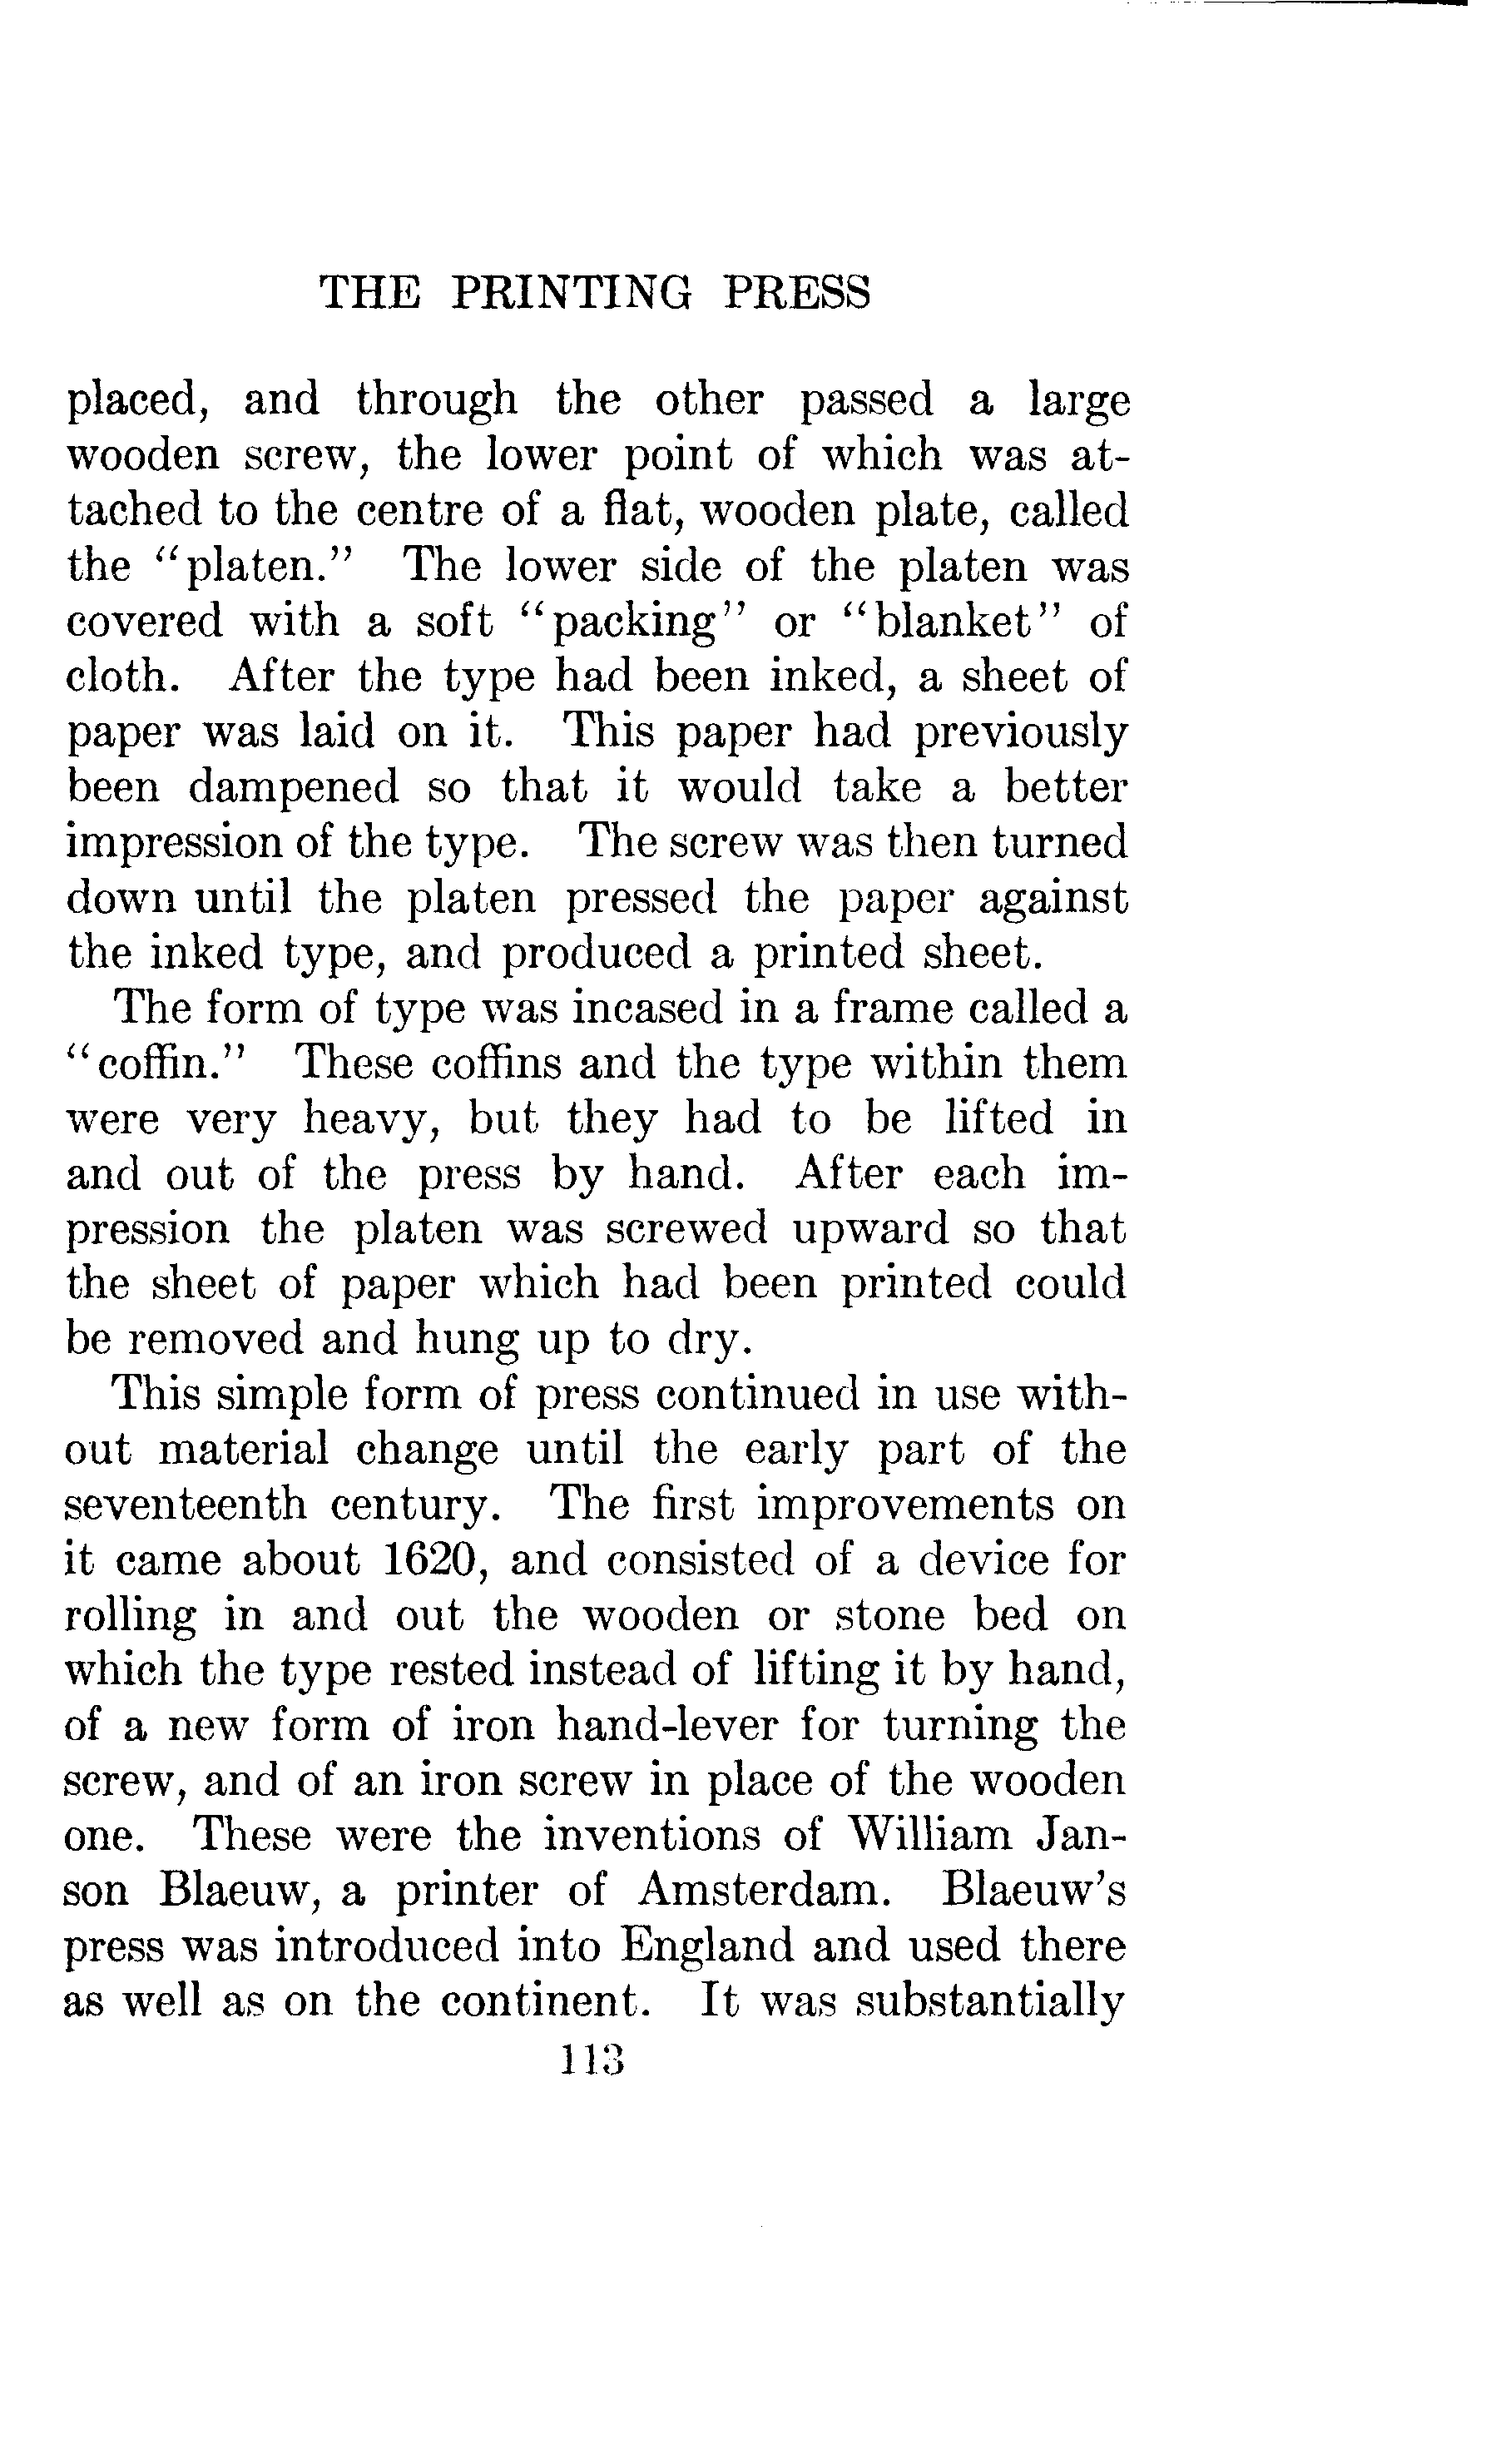 THE PRINTING PRESS
placed, and through the other passed a large
wooden screw, the lower point of which was at-
tached to the centre of a flat, wooden plate, called
the “platen.” The lower side of the platen was
covered with a soft “packing” or “blanket” of
cloth. After the type had been inked, a sheet of
paper was laid on it. This paper had previously
been dampened so that it would take a better
impression of the type. The screw was then turned
down until the platen pressed the paper against
the inked type, and produced a printed sheet.
The form of type was incased in a frame called a
“coffin.” These coffins and the type within them
were very heavy, but they had to be lifted in
and out of the press by hand. After each im-
pression the platen was screwed upward so that
the sheet of paper which had been printed could
be removed and hung up to dry.
This simple form of press continued in use with-
out material change until the early part of the
seventeenth century. The first improvements on
it came about 1620, and consisted of a device for
rolling in and out the wooden or stone bed on
which the type rested instead of lifting it by hand,
of a new form of iron hand-lever for turning the
screw, and of an iron screw in place of the wooden
one. These were the inventions of William Jan-
son Blaeuw, a printer of Amsterdam. Blaeuw's
press was introduced into England and used there
as well as on the continent. It was substantially
113